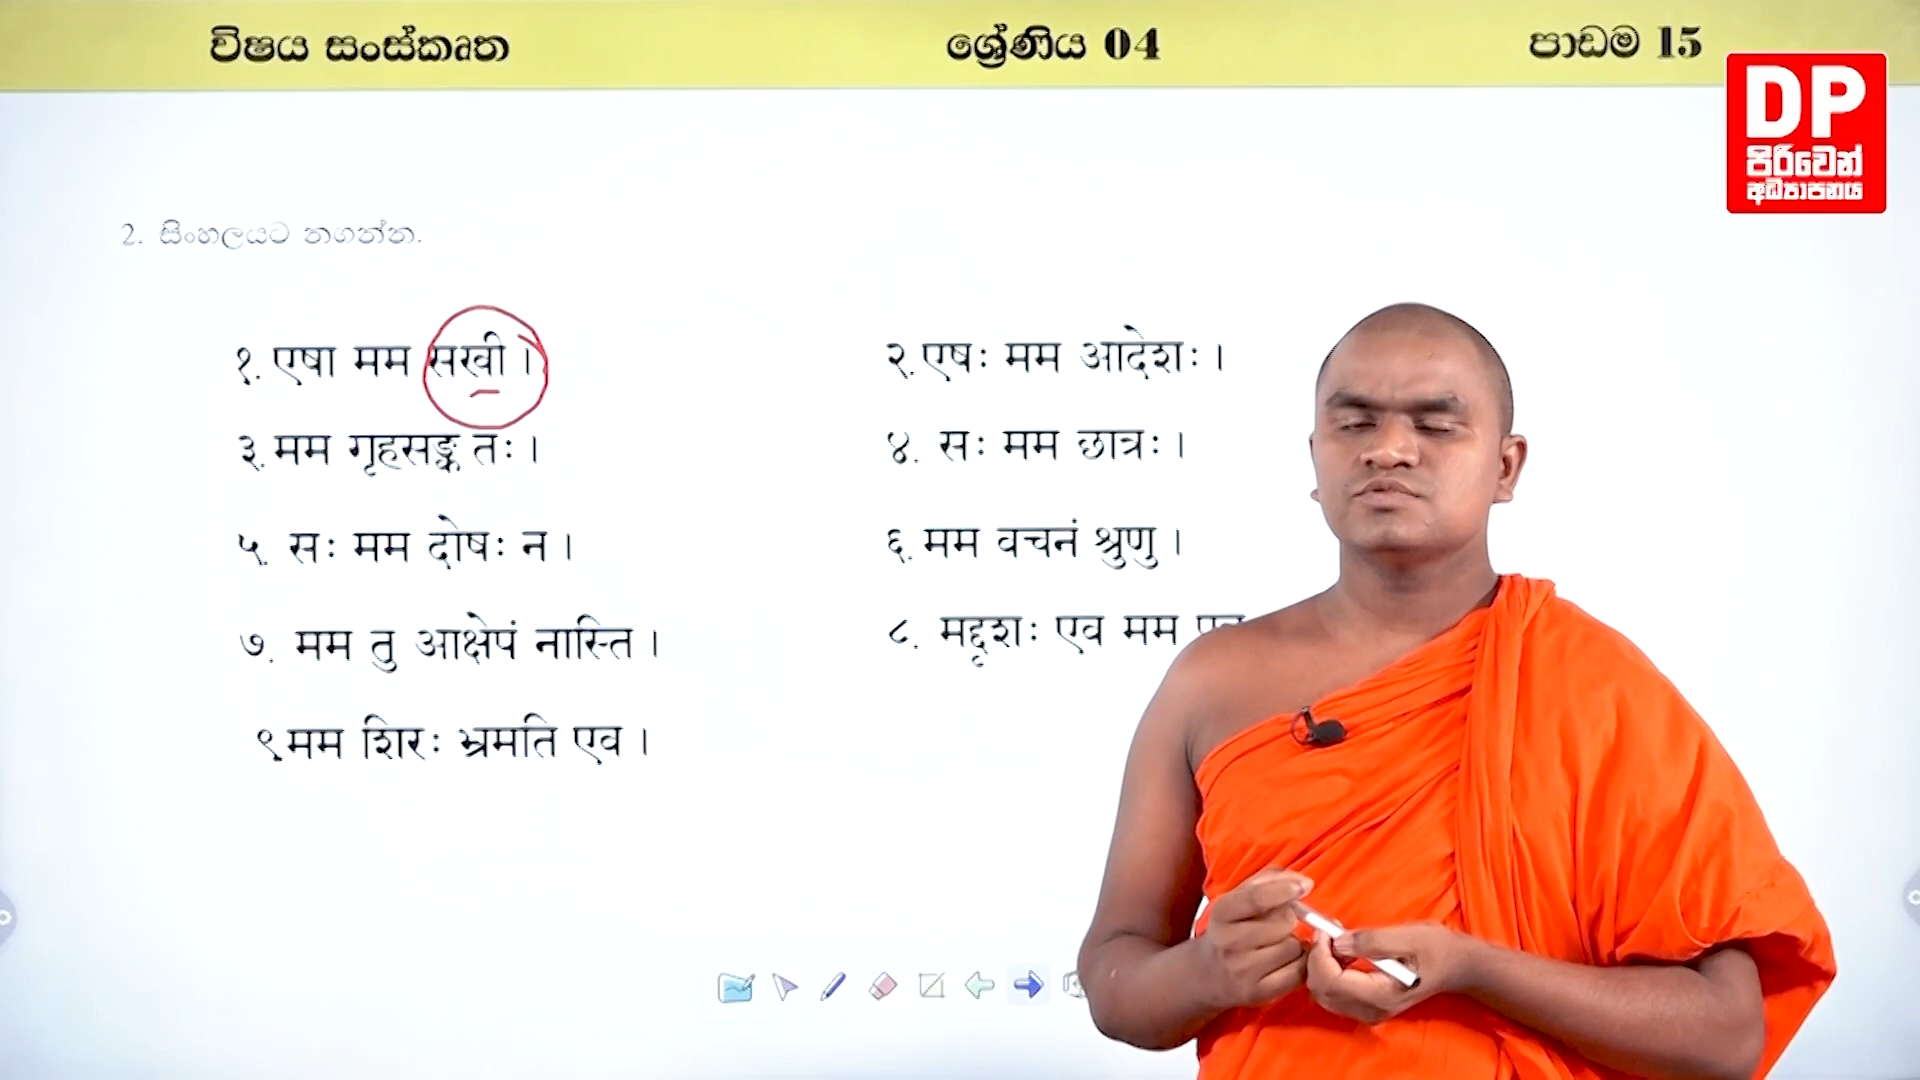 විෂය සංස්කෘත ශ්‍රේණිය 04 පාඩම 15
DP
පිරිවෙන්
අධ්‍යාපනය
2. සිංහලයට නගන්න.
१. एषा मम सखी । २. एषः मम आदेशः ।
३. मम गृहसङ्क तः । ४. सः मम छात्रः ।
५. सः मम दोषः न । ६. मम वचनं श्रुणु ।
७. मम तु आक्षेपं नास्ति । ८. मद्दृशः एव मम
९. मम शिरः भ्रमति एव ।